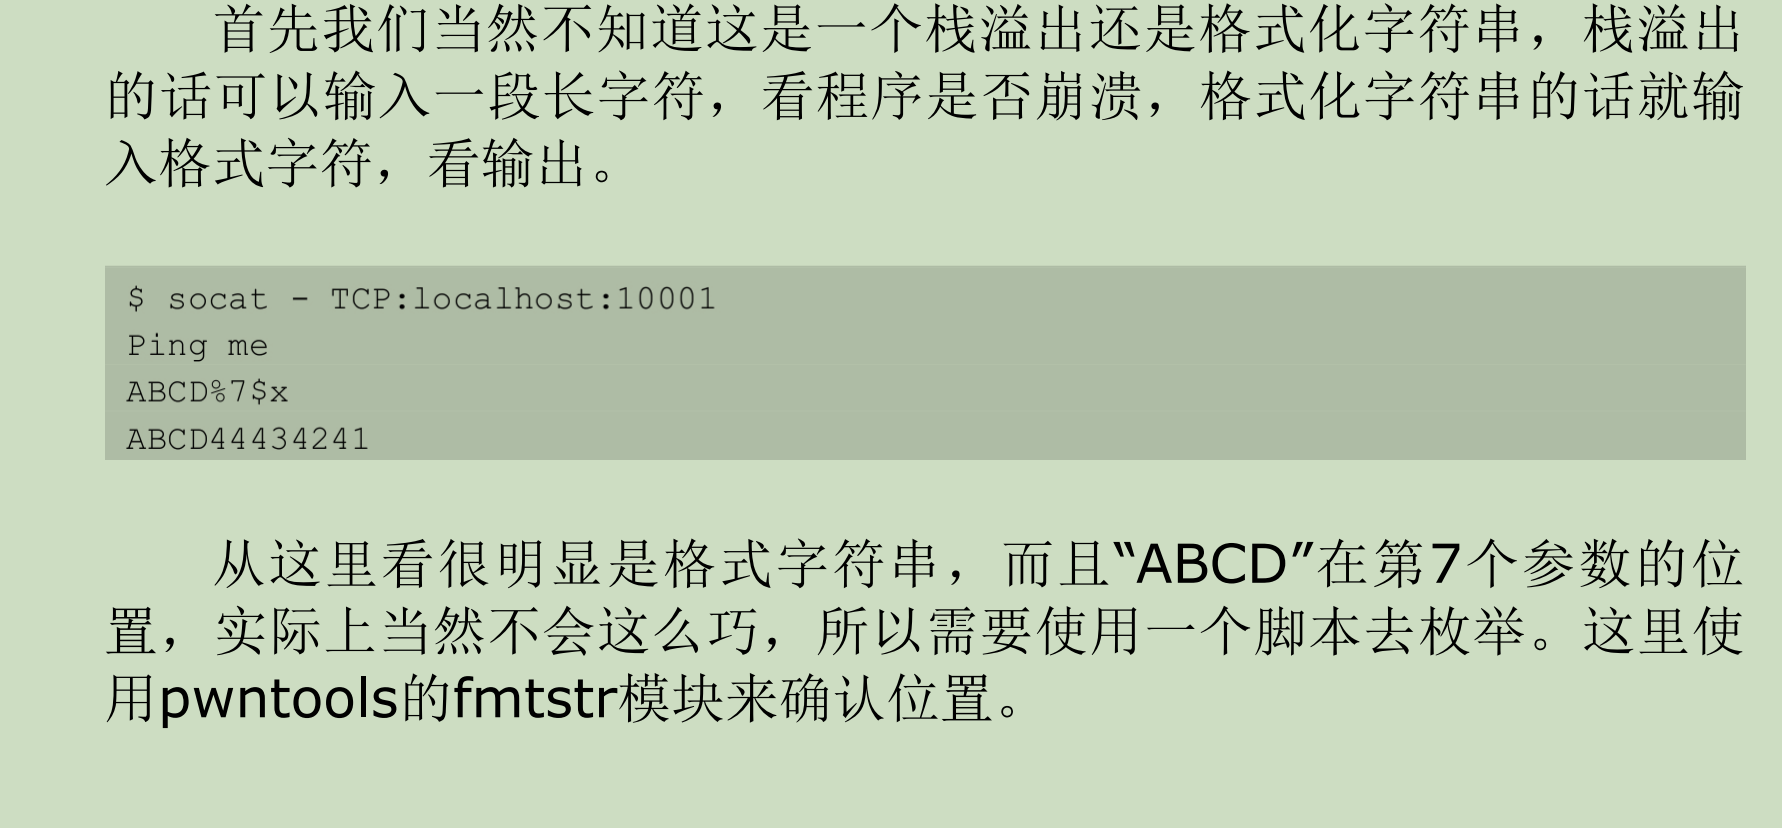 首先我们当然不知道这是一个栈溢出还是格式化字符串，栈溢出
的话可以输入一段长字符，看程序是否崩溃，格式化字符串的话就输
入格式字符，看输出。
$ socat - TCP:localhost:10001
Ping me
ABCD%7$x
ABCD44434241
从这里看很明显是格式字符串，而且“ABCD”在第7个参数的位
置，实际上当然不会这么巧，所以需要使用一个脚本去枚举。这里使
用pwntools的fmtstr模块来确认位置。